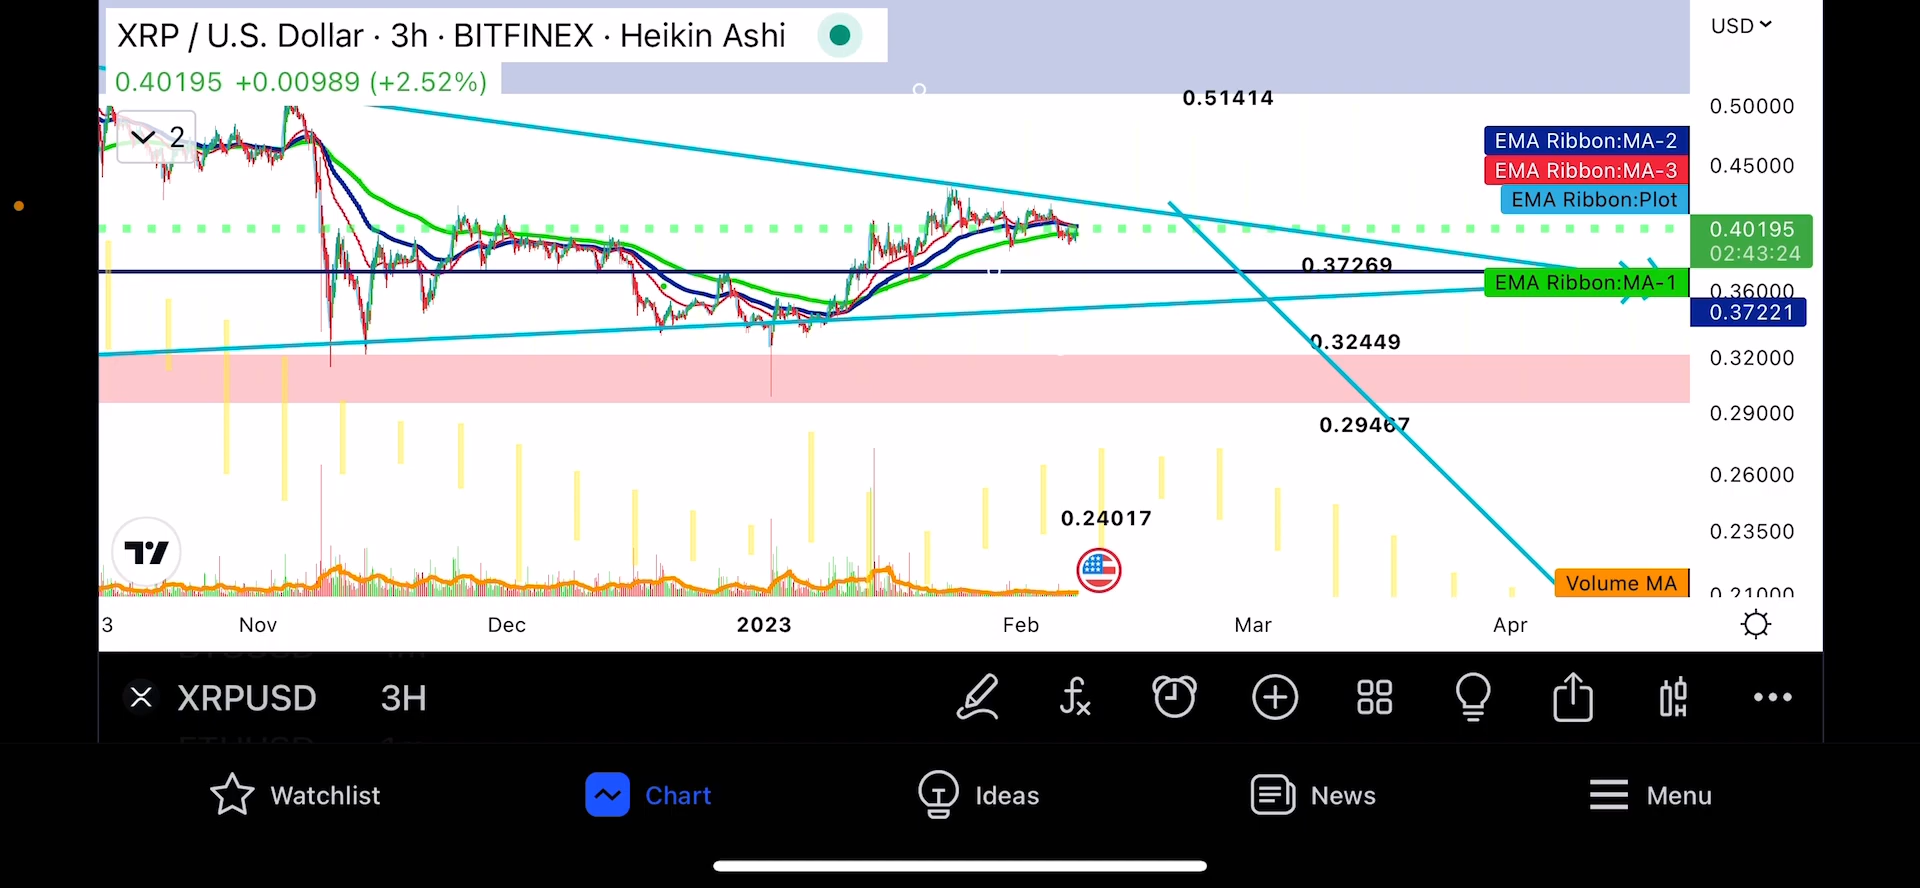 XRP / U.S. Dollar · 3h · BITFINEX · Heikin Ashi
USD
0.40195 +0.00989 (+2.52%)
2
0.51414
0.50000
EMA Ribbon:MA-2
EMA Ribbon:MA-3
0.45000
EMA Ribbon:Plot
0.40195
02:43:24
0.37269
EMA Ribbon:MA-1
0.36000
0.37221
0.32449
0.32000
0.29467
0.29000
0.26000
0.24017
0.23500
Volume MA
0.21000
3 Nov Dec 2023 Feb Mar Apr
XRPUSD 3H
Watchlist Chart Ideas News Menu